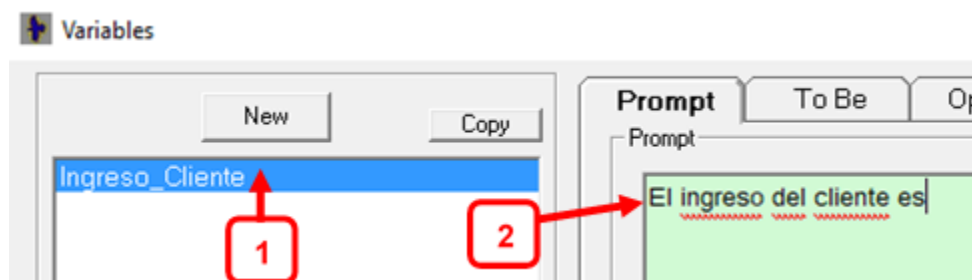 Variables
New
Copy
Ingreso_Cliente
1
Prompt
To Be
Prompt
El ingreso del cliente es
2